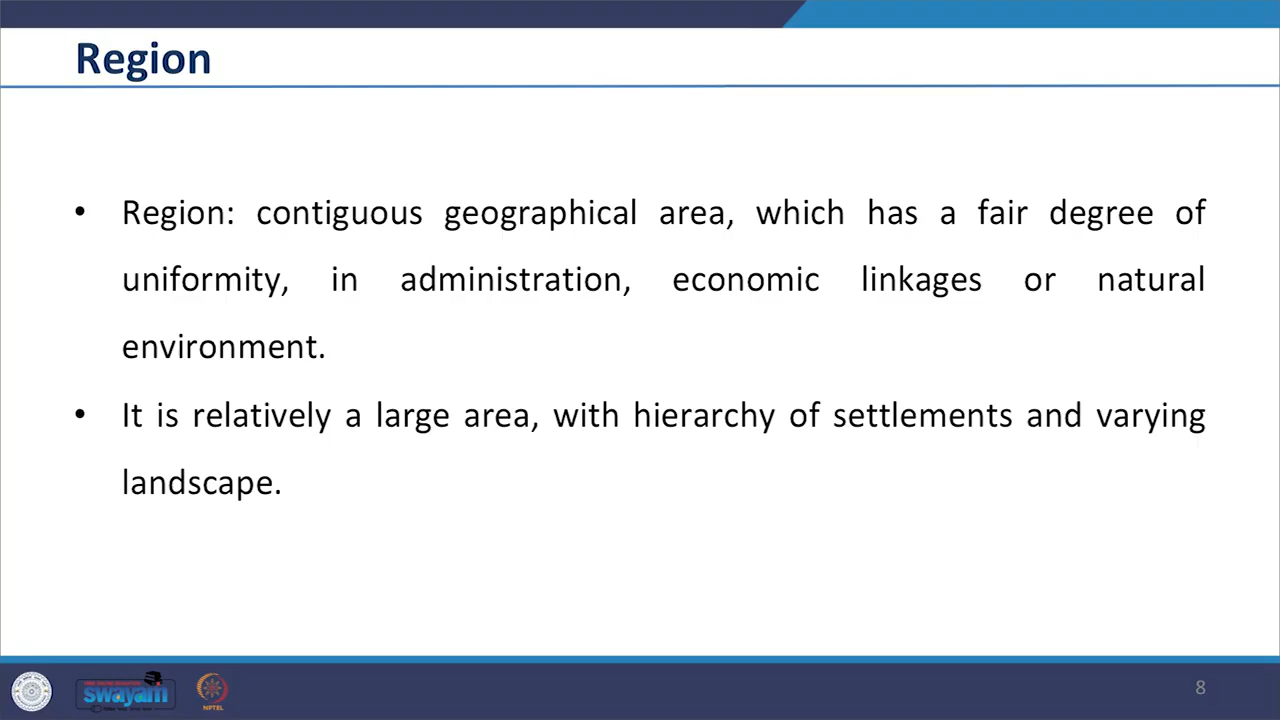 Region
• Region: contiguous geographical area, which has a fair degree of
uniformity, in administration, economic linkages or natural
environment.
• It is relatively a large area, with hierarchy of settlements and varying
landscape.
swayam
NPTEL
8